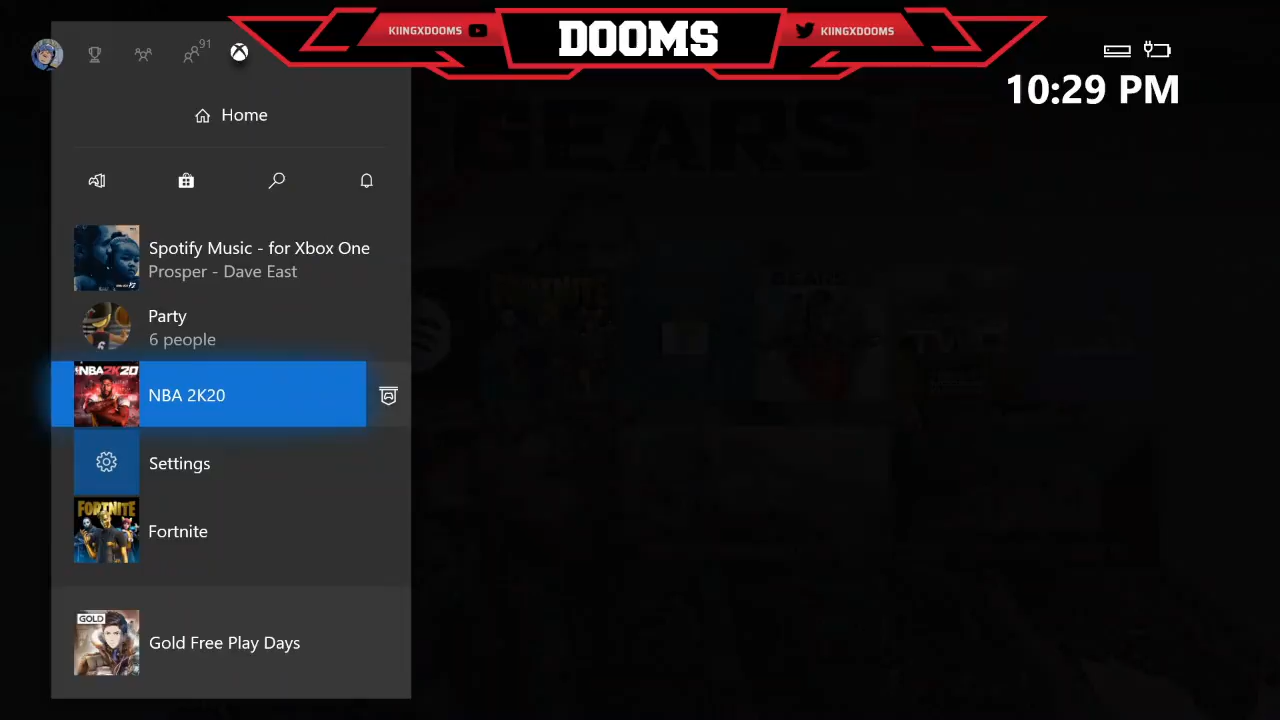 KIINGXDOOMS
DOOMS
KIINGXDOOMS
91
10:29 PM
Home
GEARS
Spotify Music - for Xbox One
Prosper - Dave East
Party
6 people
NBA 2K20
NBA 2K20
Settings
FORTNITE
Fortnite
GOLD
Gold Free Play Days